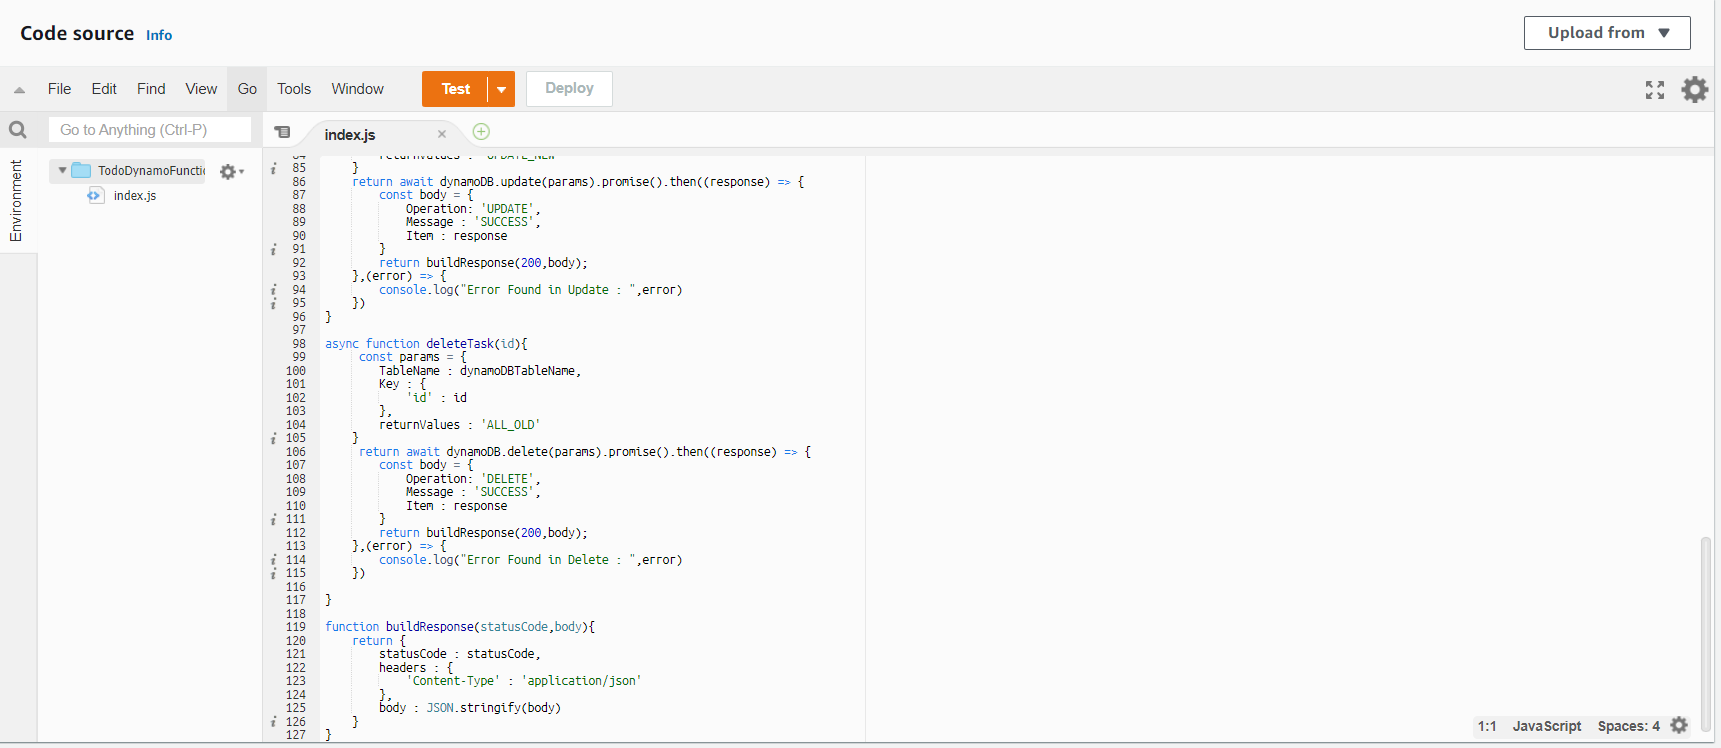 Code source Info
Upload from
File Edit Find View Go Tools Window Test Deploy
Go to Anything (Ctrl-P)
index.js
Environment
TodoDynamoFunctio
index.js
84 returnValues : 'UPDATE_NEW'
85 }
86 return await dynamoDB.update(params).promise().then((response) => {
87 const body = {
88 Operation: 'UPDATE',
89 Message : 'SUCCESS',
90 Item : response
91 }
92 return buildResponse(200,body);
93 },(error) => {
94 console.log("Error Found in Update : ",error)
95 })
96 }
97
98 async function deleteTask(id){
99 const params = {
100 TableName : dynamoDBTableName,
101 Key : {
102 'id' : id
103 },
104 returnValues : 'ALL_OLD'
105 }
106 return await dynamoDB.delete(params).promise().then((response) => {
107 const body = {
108 Operation: 'DELETE',
109 Message : 'SUCCESS',
110 Item : response
111 }
112 return buildResponse(200,body);
113 },(error) => {
114 console.log("Error Found in Delete : ",error)
115 })
116
117 }
118
119 function buildResponse(statusCode,body){
120 return {
121 statusCode : statusCode,
122 headers : {
123 'Content-Type' : 'application/json'
124 },
125 body : JSON.stringify(body)
126 }
127 }
1:1 JavaScript Spaces: 4